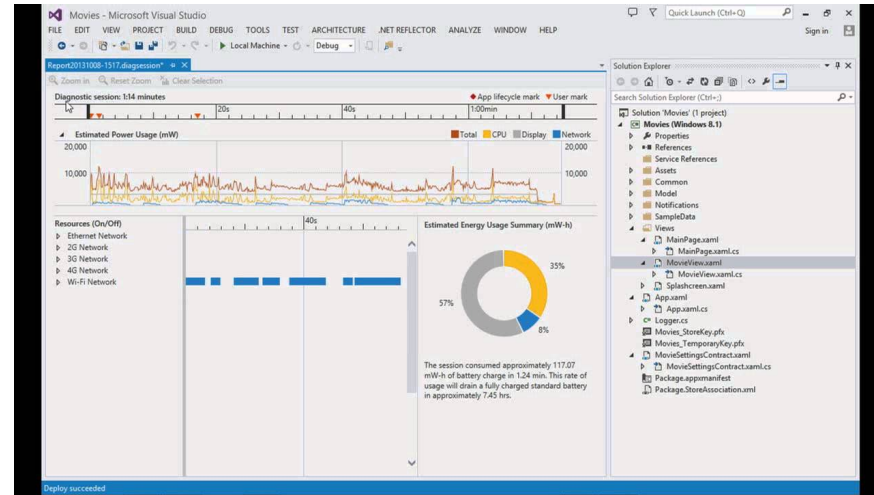 Movies - Microsoft Visual Studio
Quick Launch (Ctrl+Q)
FILE EDIT VIEW PROJECT BUILD DEBUG TOOLS TEST ARCHITECTURE .NET REFLECTOR ANALYZE WINDOW HELP
Sign in
Local Machine
Debug
Report20131008-1517.diagsession*
Zoom in Reset Zoom Clear Selection
Diagnostic session: 1:14 minutes
App lifecycle mark User mark
20s 40s 1:00min
Estimated Power Usage (mW)
Total CPU Display Network
20,000 20,000
10,000 10,000
Resources (On/Off)
Ethernet Network
2G Network
3G Network
4G Network
Wi-Fi Network
40s
Estimated Energy Usage Summary (mW-h)
35%
57%
8%
The session consumed approximately 117.07
mW-h of battery charge in 1.24 min. This rate of
usage will drain a fully charged standard battery
in approximately 7.45 hrs.
Solution Explorer
Search Solution Explorer (Ctrl+;)
Solution 'Movies' (1 project)
Movies (Windows 8.1)
Properties
References
Service References
Assets
Common
Model
Notifications
SampleData
Views
MainPage.xaml
MainPage.xaml.cs
MovieView.xaml
MovieView.xaml.cs
Splashcreen.xaml
App.xaml
App.xaml.cs
Logger.cs
Movies_StoreKey.pfx
Movies_TemporaryKey.pfx
MovieSettingsContract.xaml
MovieSettingsContract.xaml.cs
Package.appxmanifest
Package.StoreAssociation.xml
Deploy succeeded